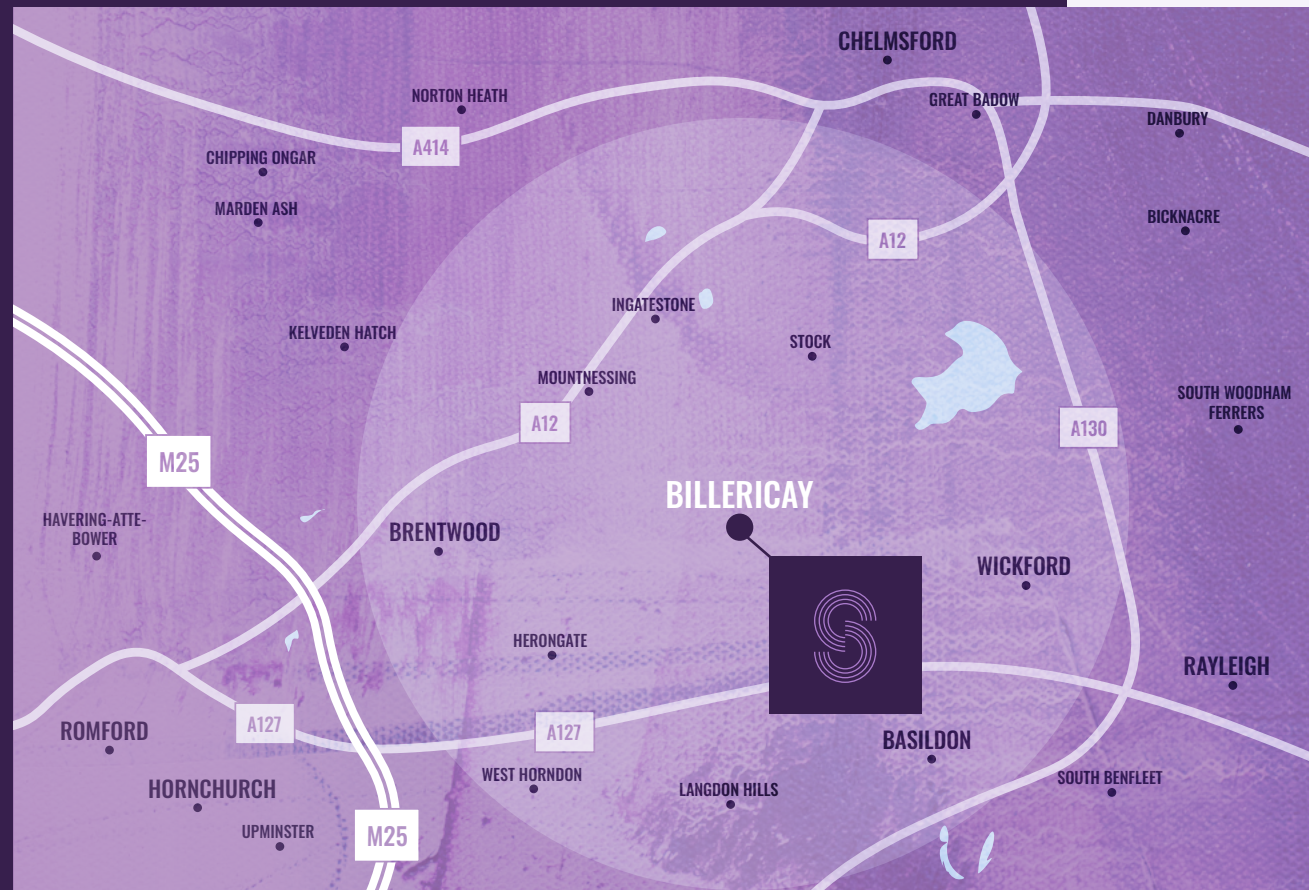 CHELMSFORD
NORTON HEATH
GREAT BADOW
DANBURY
A414
CHIPPING ONGAR
MARDEN ASH
BICKNACRE
A12
INGATESTONE
KELVEDEN HATCH
STOCK
MOUNTNESSING
SOUTH WOODHAM
FERRERS
A12
A130
M25
BILLERICAY
HAVERING-ATTE-
BOWER
BRENTWOOD
WICKFORD
S
HERONGATE
RAYLEIGH
A127
A127
ROMFORD
BASILDON
WEST HORNDON
SOUTH BENFLEET
HORNCHURCH
LANGDON HILLS
UPMINSTER
M25